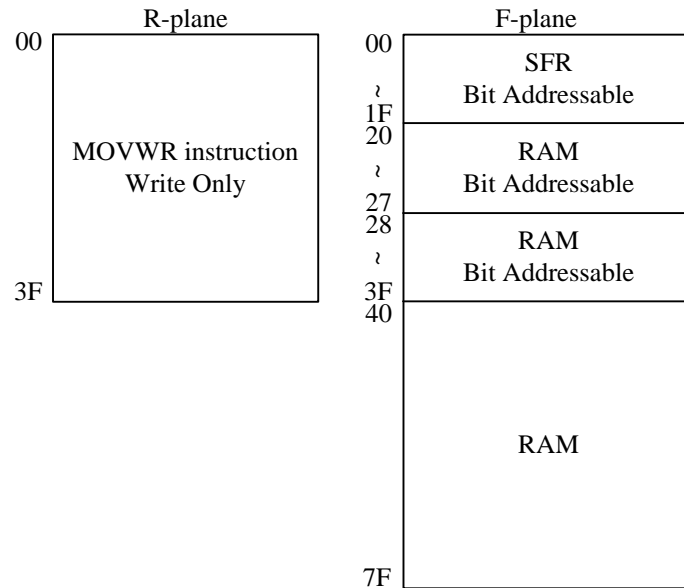 R-plane
00
MOVWR instruction
Write Only
3F
F-plane
00
SFR
~
Bit Addressable
1F
20
RAM
~
Bit Addressable
27
28
RAM
~
Bit Addressable
3F
40
RAM
7F